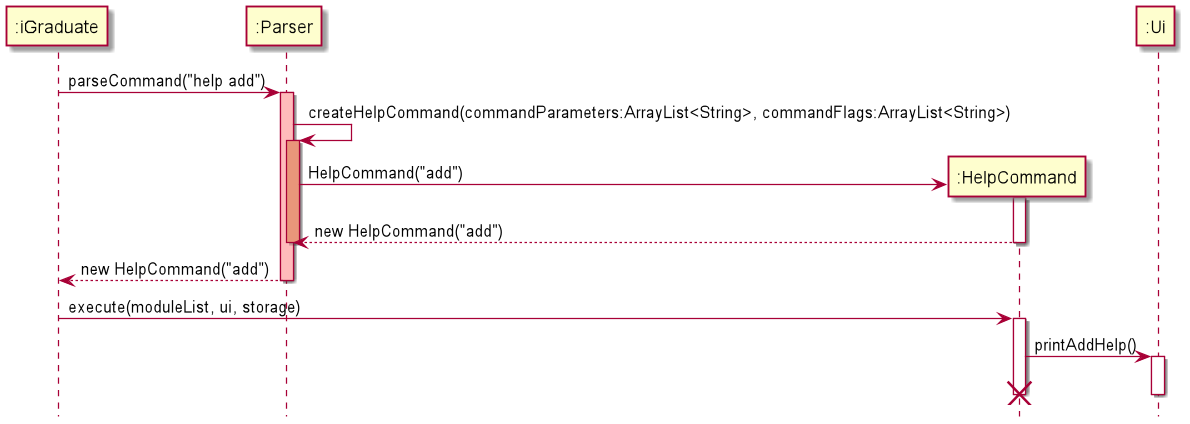 :iGraduate
:Parser
:Ui
parseCommand("help add")
createHelpCommand(commandParameters:ArrayList<String>, commandFlags:ArrayList<String>)
HelpCommand("add")
:HelpCommand
new HelpCommand("add")
new HelpCommand("add")
execute(moduleList, ui, storage)
printAddHelp()